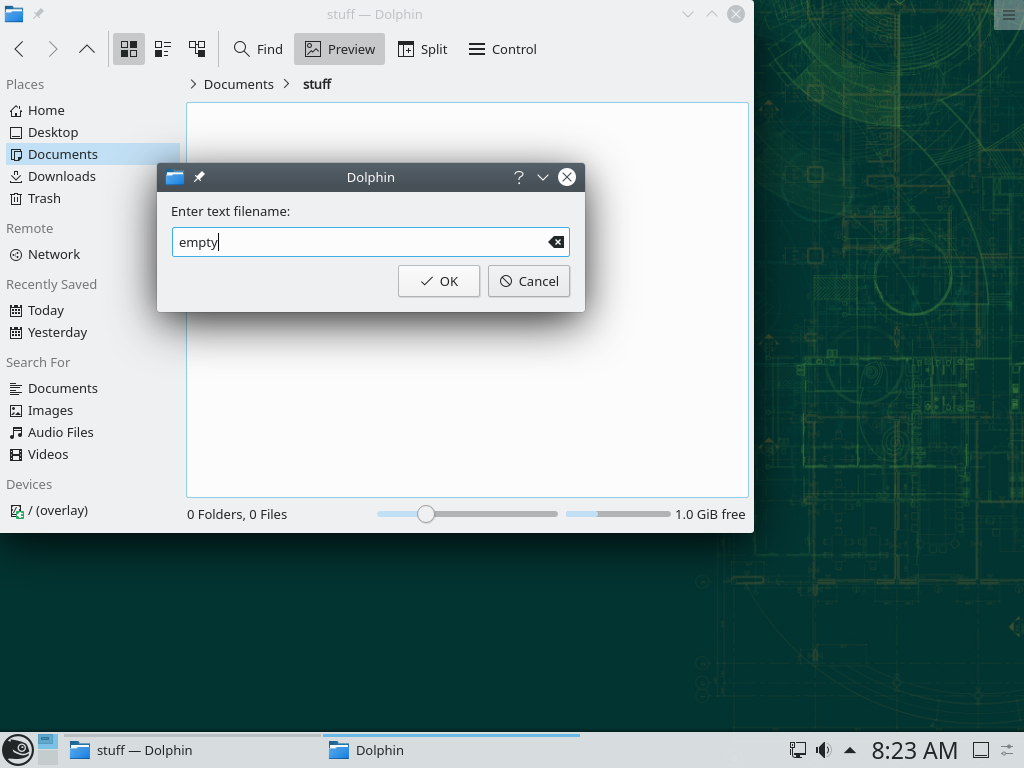 stuff — Dolphin
Find
Preview
Split
Control
Places
Documents
stuff
Home
Desktop
Documents
Downloads
Trash
Remote
Network
Recently Saved
Today
Yesterday
Search For
Documents
Images
Audio Files
Videos
Devices
/ (overlay)
Dolphin
?
Enter text filename:
empty
OK
Cancel
0 Folders, 0 Files
1.0 GiB free
stuff — Dolphin
Dolphin
8:23 AM